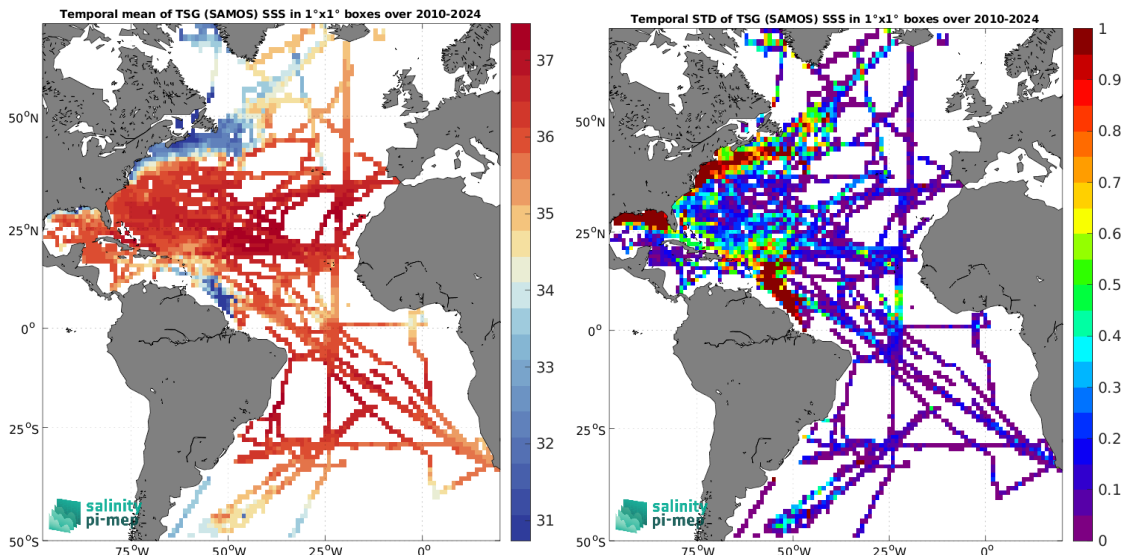 Temporal mean of TSG (SAMOS) SSS in 1°x1° boxes over 2010-2024
50°N
25°N
0°
25°S
50°S
75°W
50°W
25°W
0°
37
36
35
34
33
32
31
salinity
pi-mep
Temporal STD of TSG (SAMOS) SSS in 1°x1° boxes over 2010-2024
50°N
25°N
0°
25°S
50°S
75°W
50°W
25°W
0°
1
0.9
0.8
0.7
0.6
0.5
0.4
0.3
0.2
0.1
0
salinity
pi-mep